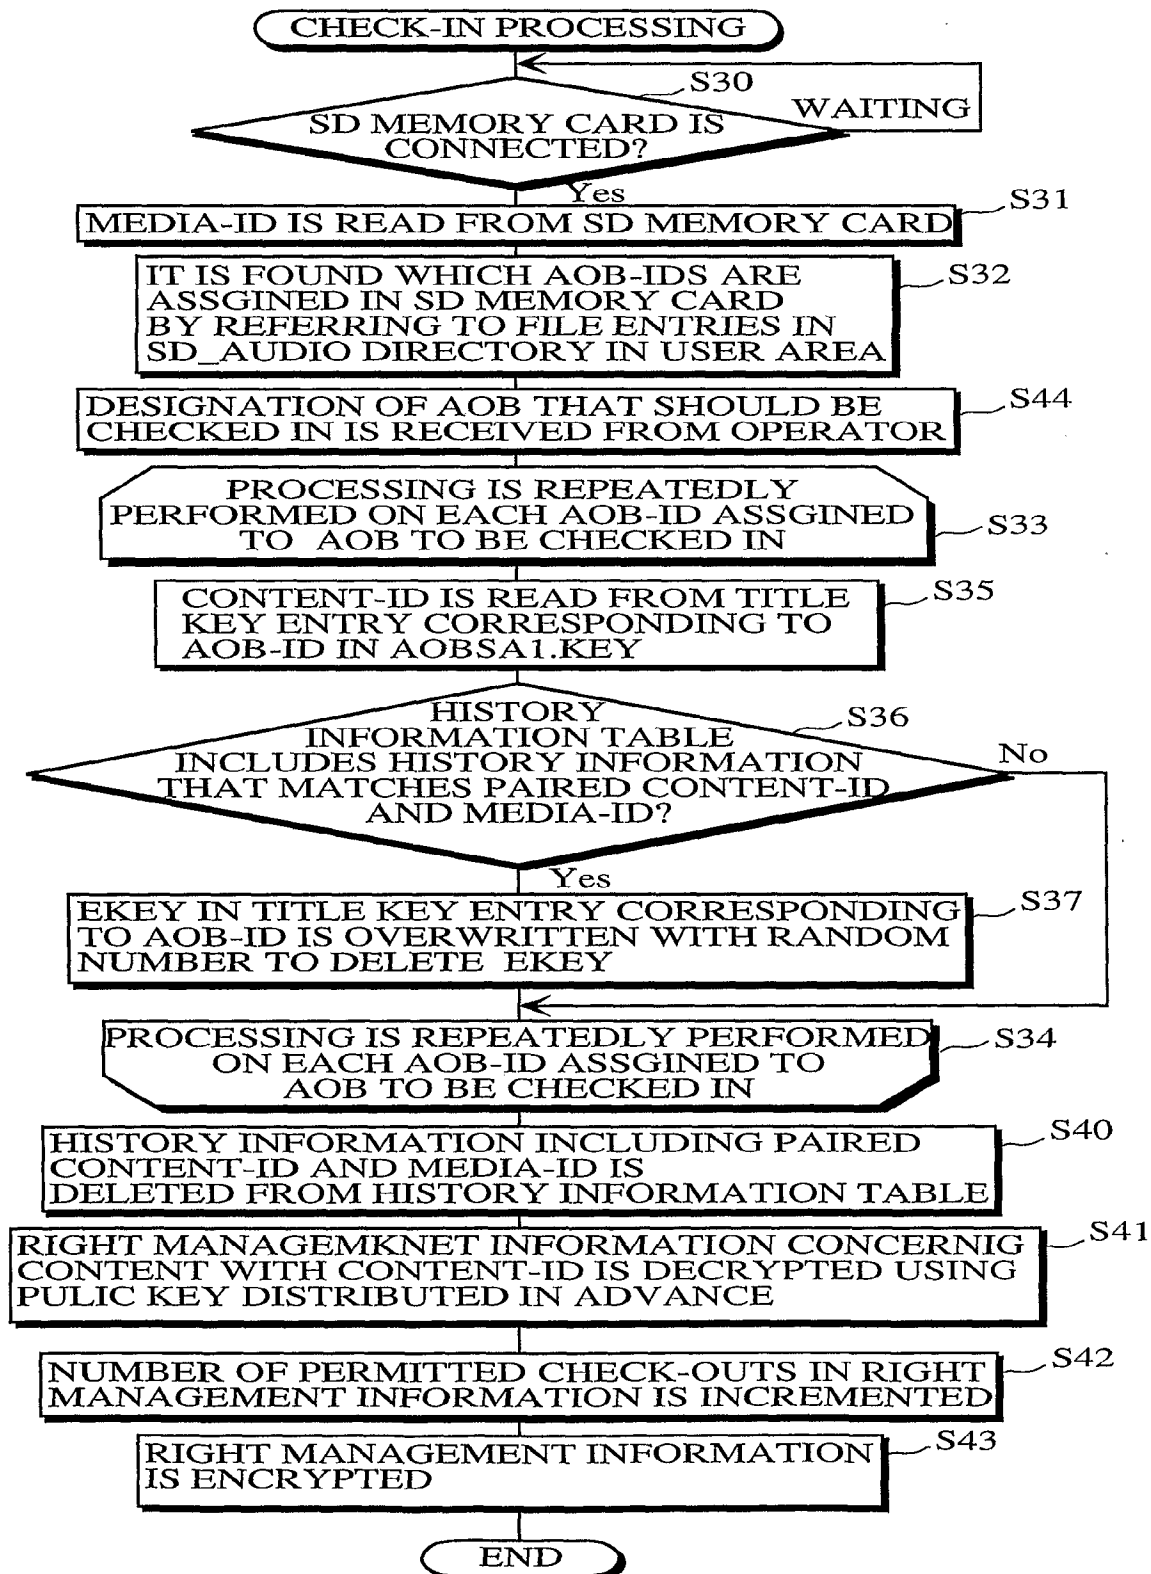 CHECK-IN PROCESSING
S30
WAITING
SD MEMORY CARD IS
CONNECTED?
Yes
S31
MEDIA-ID IS READ FROM SD MEMORY CARD
S32
IT IS FOUND WHICH AOB-IDS ARE
ASSGINED IN SD MEMORY CARD
BY REFERRING TO FILE ENTRIES IN
SD_AUDIO DIRECTORY IN USER AREA
S44
DESIGNATION OF AOB THAT SHOULD BE
CHECKED IN IS RECEIVED FROM OPERATOR
PROCESSING IS REPEATEDLY
PERFORMED ON EACH AOB-ID ASSGINED
TO AOB TO BE CHECKED IN
S33
S35
CONTENT-ID IS READ FROM TITLE
KEY ENTRY CORRESPONDING TO
AOB-ID IN AOBSA1.KEY
S36
HISTORY
INFORMATION TABLE
INCLUDES HISTORY INFORMATION
THAT MATCHES PAIRED CONTENT-ID
AND MEDIA-ID?
No
Yes
S37
EKEY IN TITLE KEY ENTRY CORRESPONDING
TO AOB-ID IS OVERWRITTEN WITH RANDOM
NUMBER TO DELETE EKEY
PROCESSING IS REPEATEDLY PERFORMED
ON EACH AOB-ID ASSGINED TO
AOB TO BE CHECKED IN
S34
S40
HISTORY INFORMATION INCLUDING PAIRED
CONTENT-ID AND MEDIA-ID IS
DELETED FROM HISTORY INFORMATION TABLE
S41
RIGHT MANAGEMKNET INFORMATION CONCERNIG
CONTENT WITH CONTENT-ID IS DECRYPTED USING
PULIC KEY DISTRIBUTED IN ADVANCE
S42
NUMBER OF PERMITTED CHECK-OUTS IN RIGHT
MANAGEMENT INFORMATION IS INCREMENTED
S43
RIGHT MANAGEMENT INFORMATION
IS ENCRYPTED
END